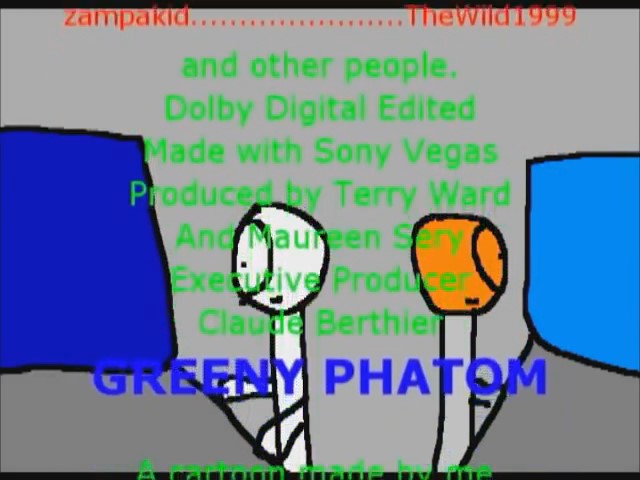 zampakid......................TheWild1999
and other people.
Dolby Digital Edited
Made with Sony Vegas
Produced by Terry Ward
And Maureen Sery
Executive Producer
Claude Berthier
GREENY PHATOM
A cartoon made by me